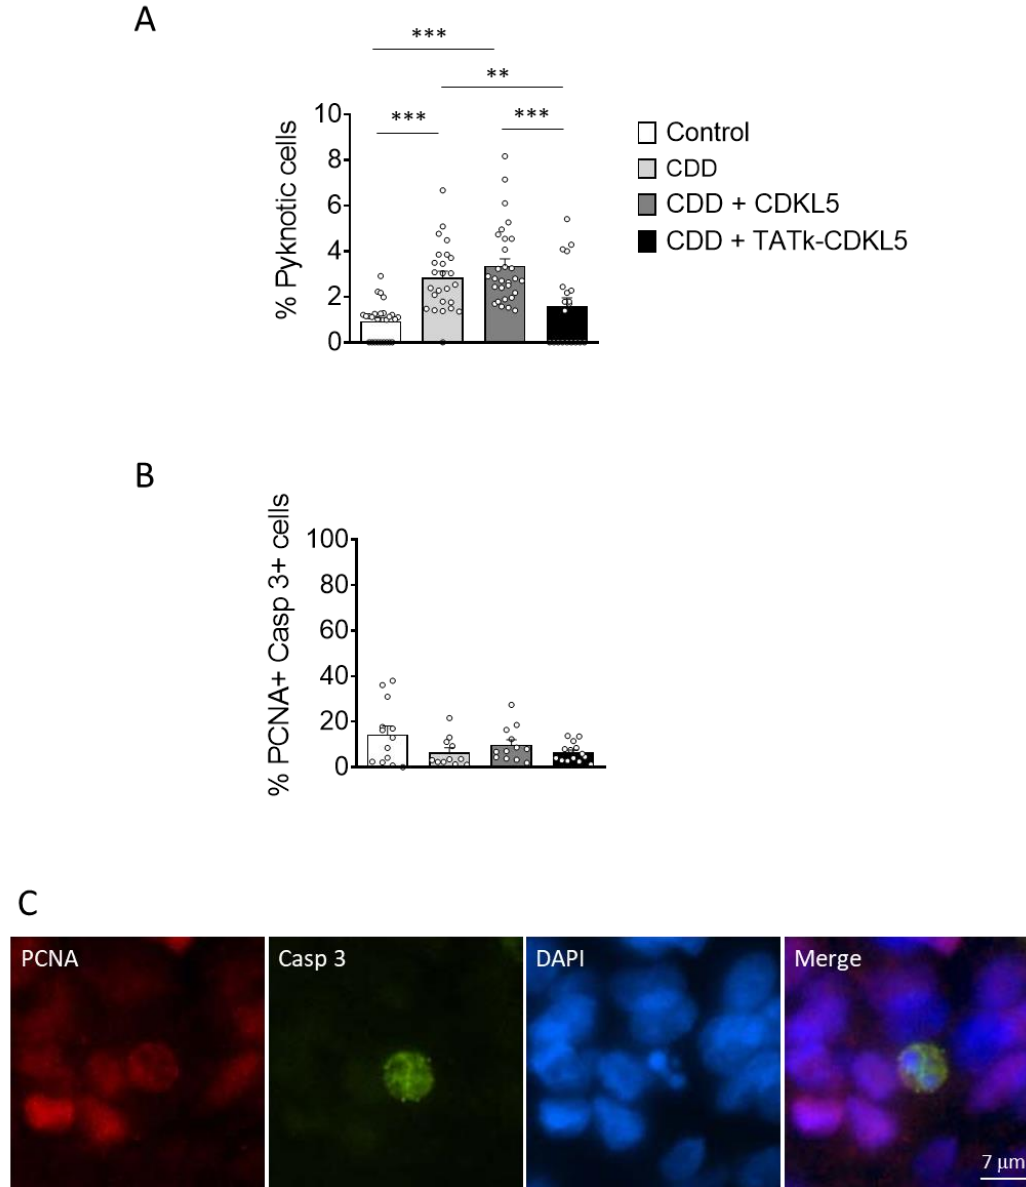 A
***
**
*** ***
% Pyknotic cells
10
8
6
4
2
0
Control
CDD
CDD + CDKL5
CDD + TATk-CDKL5
B
% PCNA+ Casp 3+ cells
100
80
60
40
20
0
C
PCNA Casp 3 DAPI Merge
7 μm